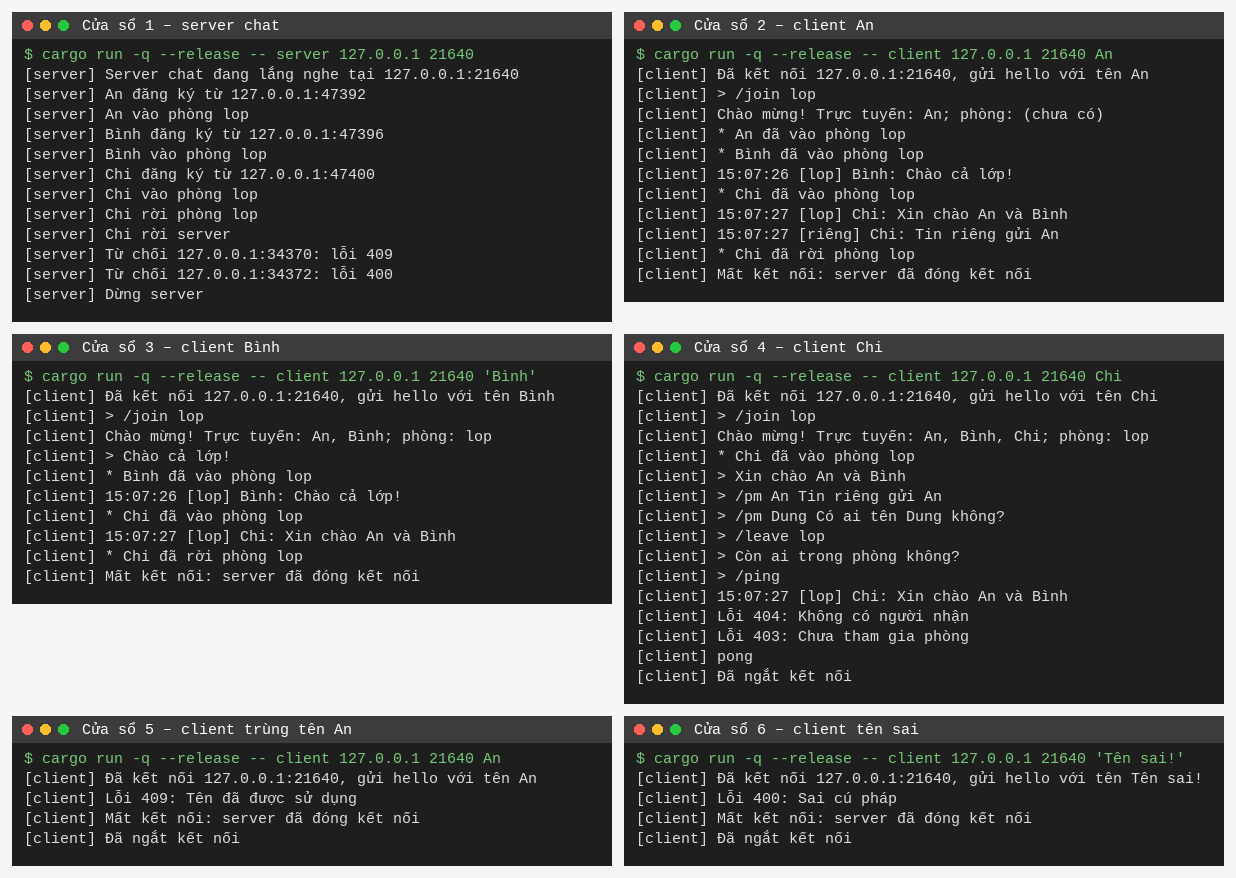 Cửa sổ 1 – server chat
$ cargo run -q --release -- server 127.0.0.1 21640
[server] Server chat đang lắng nghe tại 127.0.0.1:21640
[server] An đăng ký từ 127.0.0.1:47392
[server] An vào phòng lop
[server] Bình đăng ký từ 127.0.0.1:47396
[server] Bình vào phòng lop
[server] Chi đăng ký từ 127.0.0.1:47400
[server] Chi vào phòng lop
[server] Chi rời phòng lop
[server] Chi rời server
[server] Từ chối 127.0.0.1:34370: lỗi 409
[server] Từ chối 127.0.0.1:34372: lỗi 400
[server] Dừng server
Cửa sổ 2 – client An
$ cargo run -q --release -- client 127.0.0.1 21640 An
[client] Đã kết nối 127.0.0.1:21640, gửi hello với tên An
[client] > /join lop
[client] Chào mừng! Trực tuyến: An; phòng: (chưa có)
[client] * An đã vào phòng lop
[client] * Bình đã vào phòng lop
[client] 15:07:26 [lop] Bình: Chào cả lớp!
[client] * Chi đã vào phòng lop
[client] 15:07:27 [lop] Chi: Xin chào An và Bình
[client] 15:07:27 [riêng] Chi: Tin riêng gửi An
[client] * Chi đã rời phòng lop
[client] Mất kết nối: server đã đóng kết nối
Cửa sổ 3 – client Bình
$ cargo run -q --release -- client 127.0.0.1 21640 'Bình'
[client] Đã kết nối 127.0.0.1:21640, gửi hello với tên Bình
[client] > /join lop
[client] Chào mừng! Trực tuyến: An, Bình; phòng: lop
[client] > Chào cả lớp!
[client] * Bình đã vào phòng lop
[client] 15:07:26 [lop] Bình: Chào cả lớp!
[client] * Chi đã vào phòng lop
[client] 15:07:27 [lop] Chi: Xin chào An và Bình
[client] * Chi đã rời phòng lop
[client] Mất kết nối: server đã đóng kết nối
Cửa sổ 4 – client Chi
$ cargo run -q --release -- client 127.0.0.1 21640 Chi
[client] Đã kết nối 127.0.0.1:21640, gửi hello với tên Chi
[client] > /join lop
[client] Chào mừng! Trực tuyến: An, Bình, Chi; phòng: lop
[client] * Chi đã vào phòng lop
[client] > Xin chào An và Bình
[client] > /pm An Tin riêng gửi An
[client] > /pm Dung Có ai tên Dung không?
[client] > /leave lop
[client] > Còn ai trong phòng không?
[client] > /ping
[client] 15:07:27 [lop] Chi: Xin chào An và Bình
[client] Lỗi 404: Không có người nhận
[client] Lỗi 403: Chưa tham gia phòng
[client] pong
[client] Đã ngắt kết nối
Cửa sổ 5 – client trùng tên An
$ cargo run -q --release -- client 127.0.0.1 21640 An
[client] Đã kết nối 127.0.0.1:21640, gửi hello với tên An
[client] Lỗi 409: Tên đã được sử dụng
[client] Mất kết nối: server đã đóng kết nối
[client] Đã ngắt kết nối
Cửa sổ 6 – client tên sai
$ cargo run -q --release -- client 127.0.0.1 21640 'Tên sai!'
[client] Đã kết nối 127.0.0.1:21640, gửi hello với tên Tên sai!
[client] Lỗi 400: Sai cú pháp
[client] Mất kết nối: server đã đóng kết nối
[client] Đã ngắt kết nối